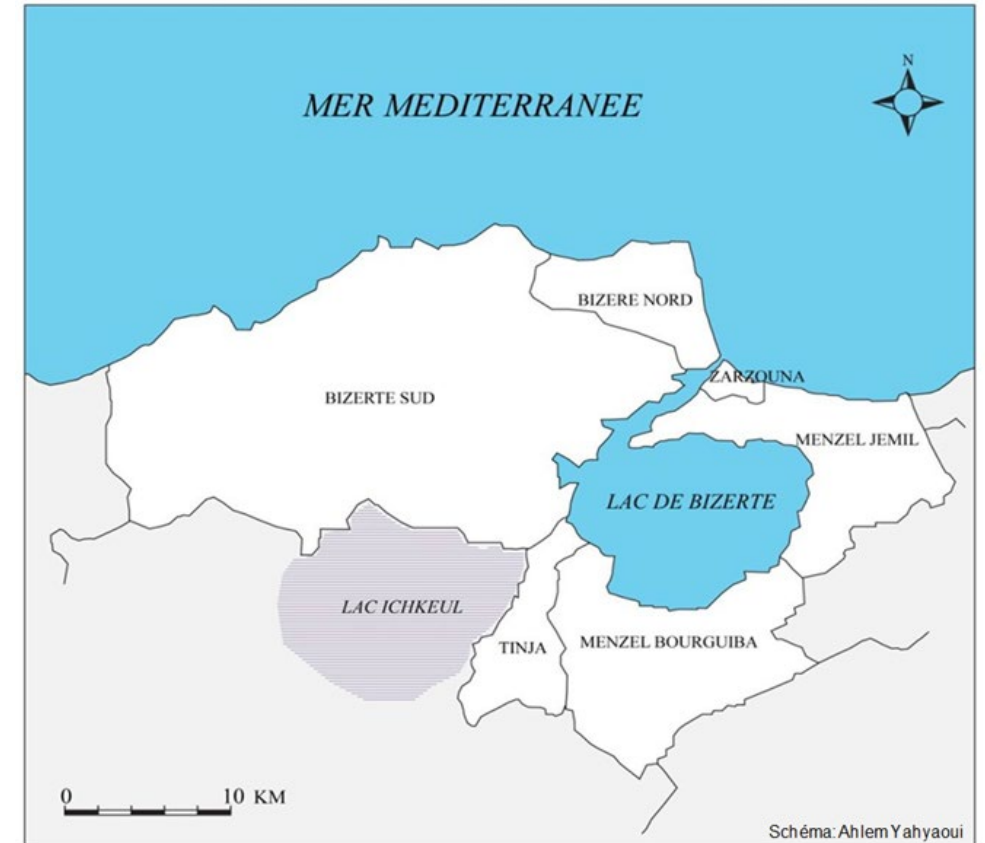 N
MER MEDITERRANEE
BIZERE NORD
ZARZOUNA
BIZERTE SUD
MENZEL JEMIL
LAC DE BIZERTE
LAC ICHKEUL
TINJA
MENZEL BOURGUIBA
0 10 KM
Schéma: Ahlem Yahyaoui